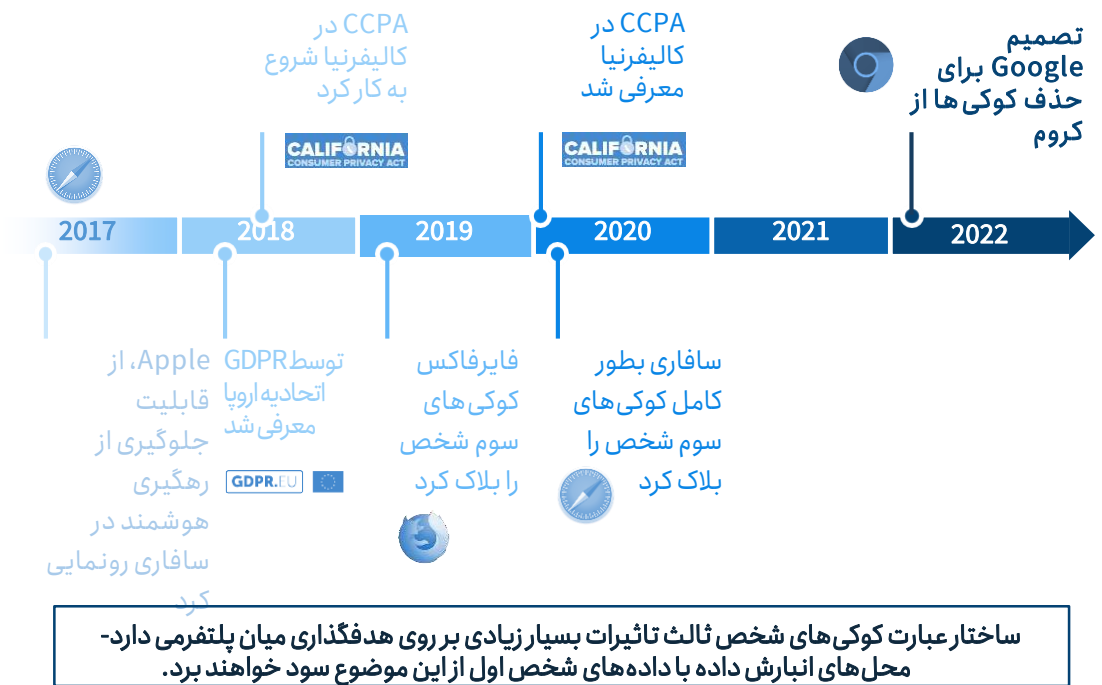 CCPA در
کالیفرنیا شروع
به کار کرد
CCPA در
کالیفرنیا
معرفی شد
تصمیم
Google برای
حذف کوکی‌ها از
کروم
CALIFORNIA
CONSUMER PRIVACY ACT
CALIFORNIA
CONSUMER PRIVACY ACT
2017
2018
2019
2020
2021
2022
Apple، از
قابلیت
جلوگیری از
رهگیری
هوشمند در
سافاری رونمایی
کرد
توسط GDPR
اتحادیه اروپا
معرفی شد
GDPR.EU
فایرفاکس
کوکی‌های
سوم شخص
را بلاک کرد
سافاری بطور
کامل کوکی‌های
سوم شخص را
بلاک کرد
ساختار عبارت کوکی‌های شخص ثالث تاثیرات بسیار زیادی بر روی هدفگذاری میان پلتفرمی دارد-
محل‌های انبارش داده با داده‌های شخص اول از این موضوع سود خواهند برد.